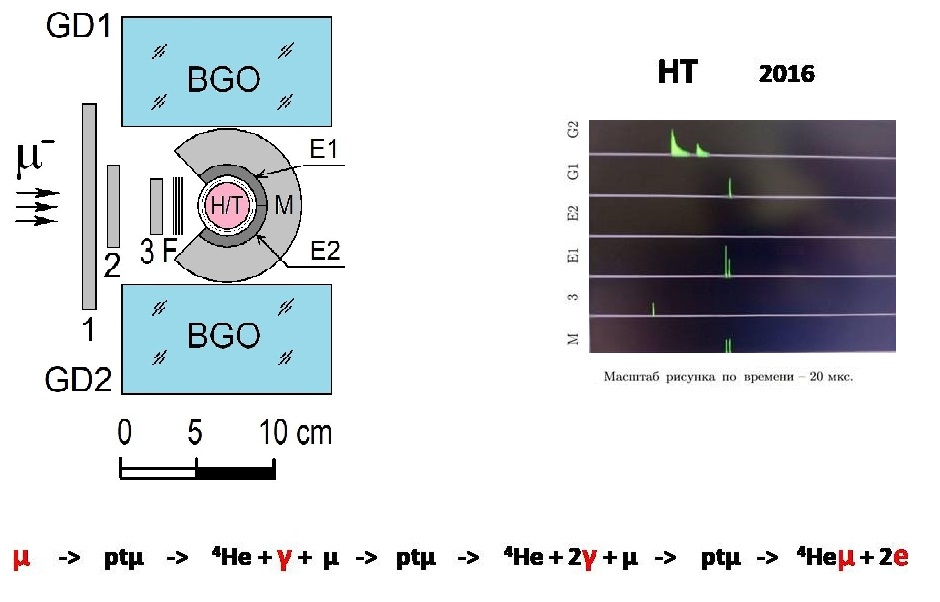 GD1
BGO
μ⁻
E1
H/T
M
E2
3 F
2
1
BGO
GD2
0 5 10 cm
HT 2016
G2
G1
E2
E1
3
M
Масштаб рисунка по времени – 20 мкс.
μ -> ptμ -> ⁴He + γ + μ -> ptμ -> ⁴He + 2γ + μ -> ptμ -> ⁴Heμ + 2e